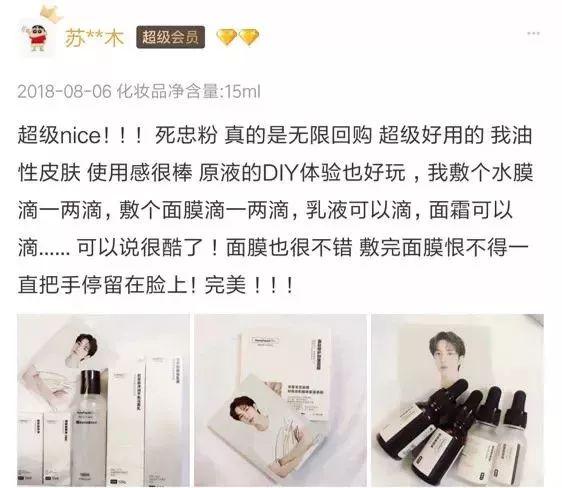 苏**木 超级会员
2018-08-06 化妆品净含量:15ml
超级nice！！！ 死忠粉 真的是无限回购 超级好用的 我油
性皮肤 使用感很棒 原液的DIY体验也好玩 ，我敷个水膜
滴一两滴，敷个面膜滴一两滴，乳液可以滴，面霜可以
滴...... 可以说很酷了！面膜也很不错 敷完面膜恨不得一
直把手停留在脸上! 完美 ! ! !